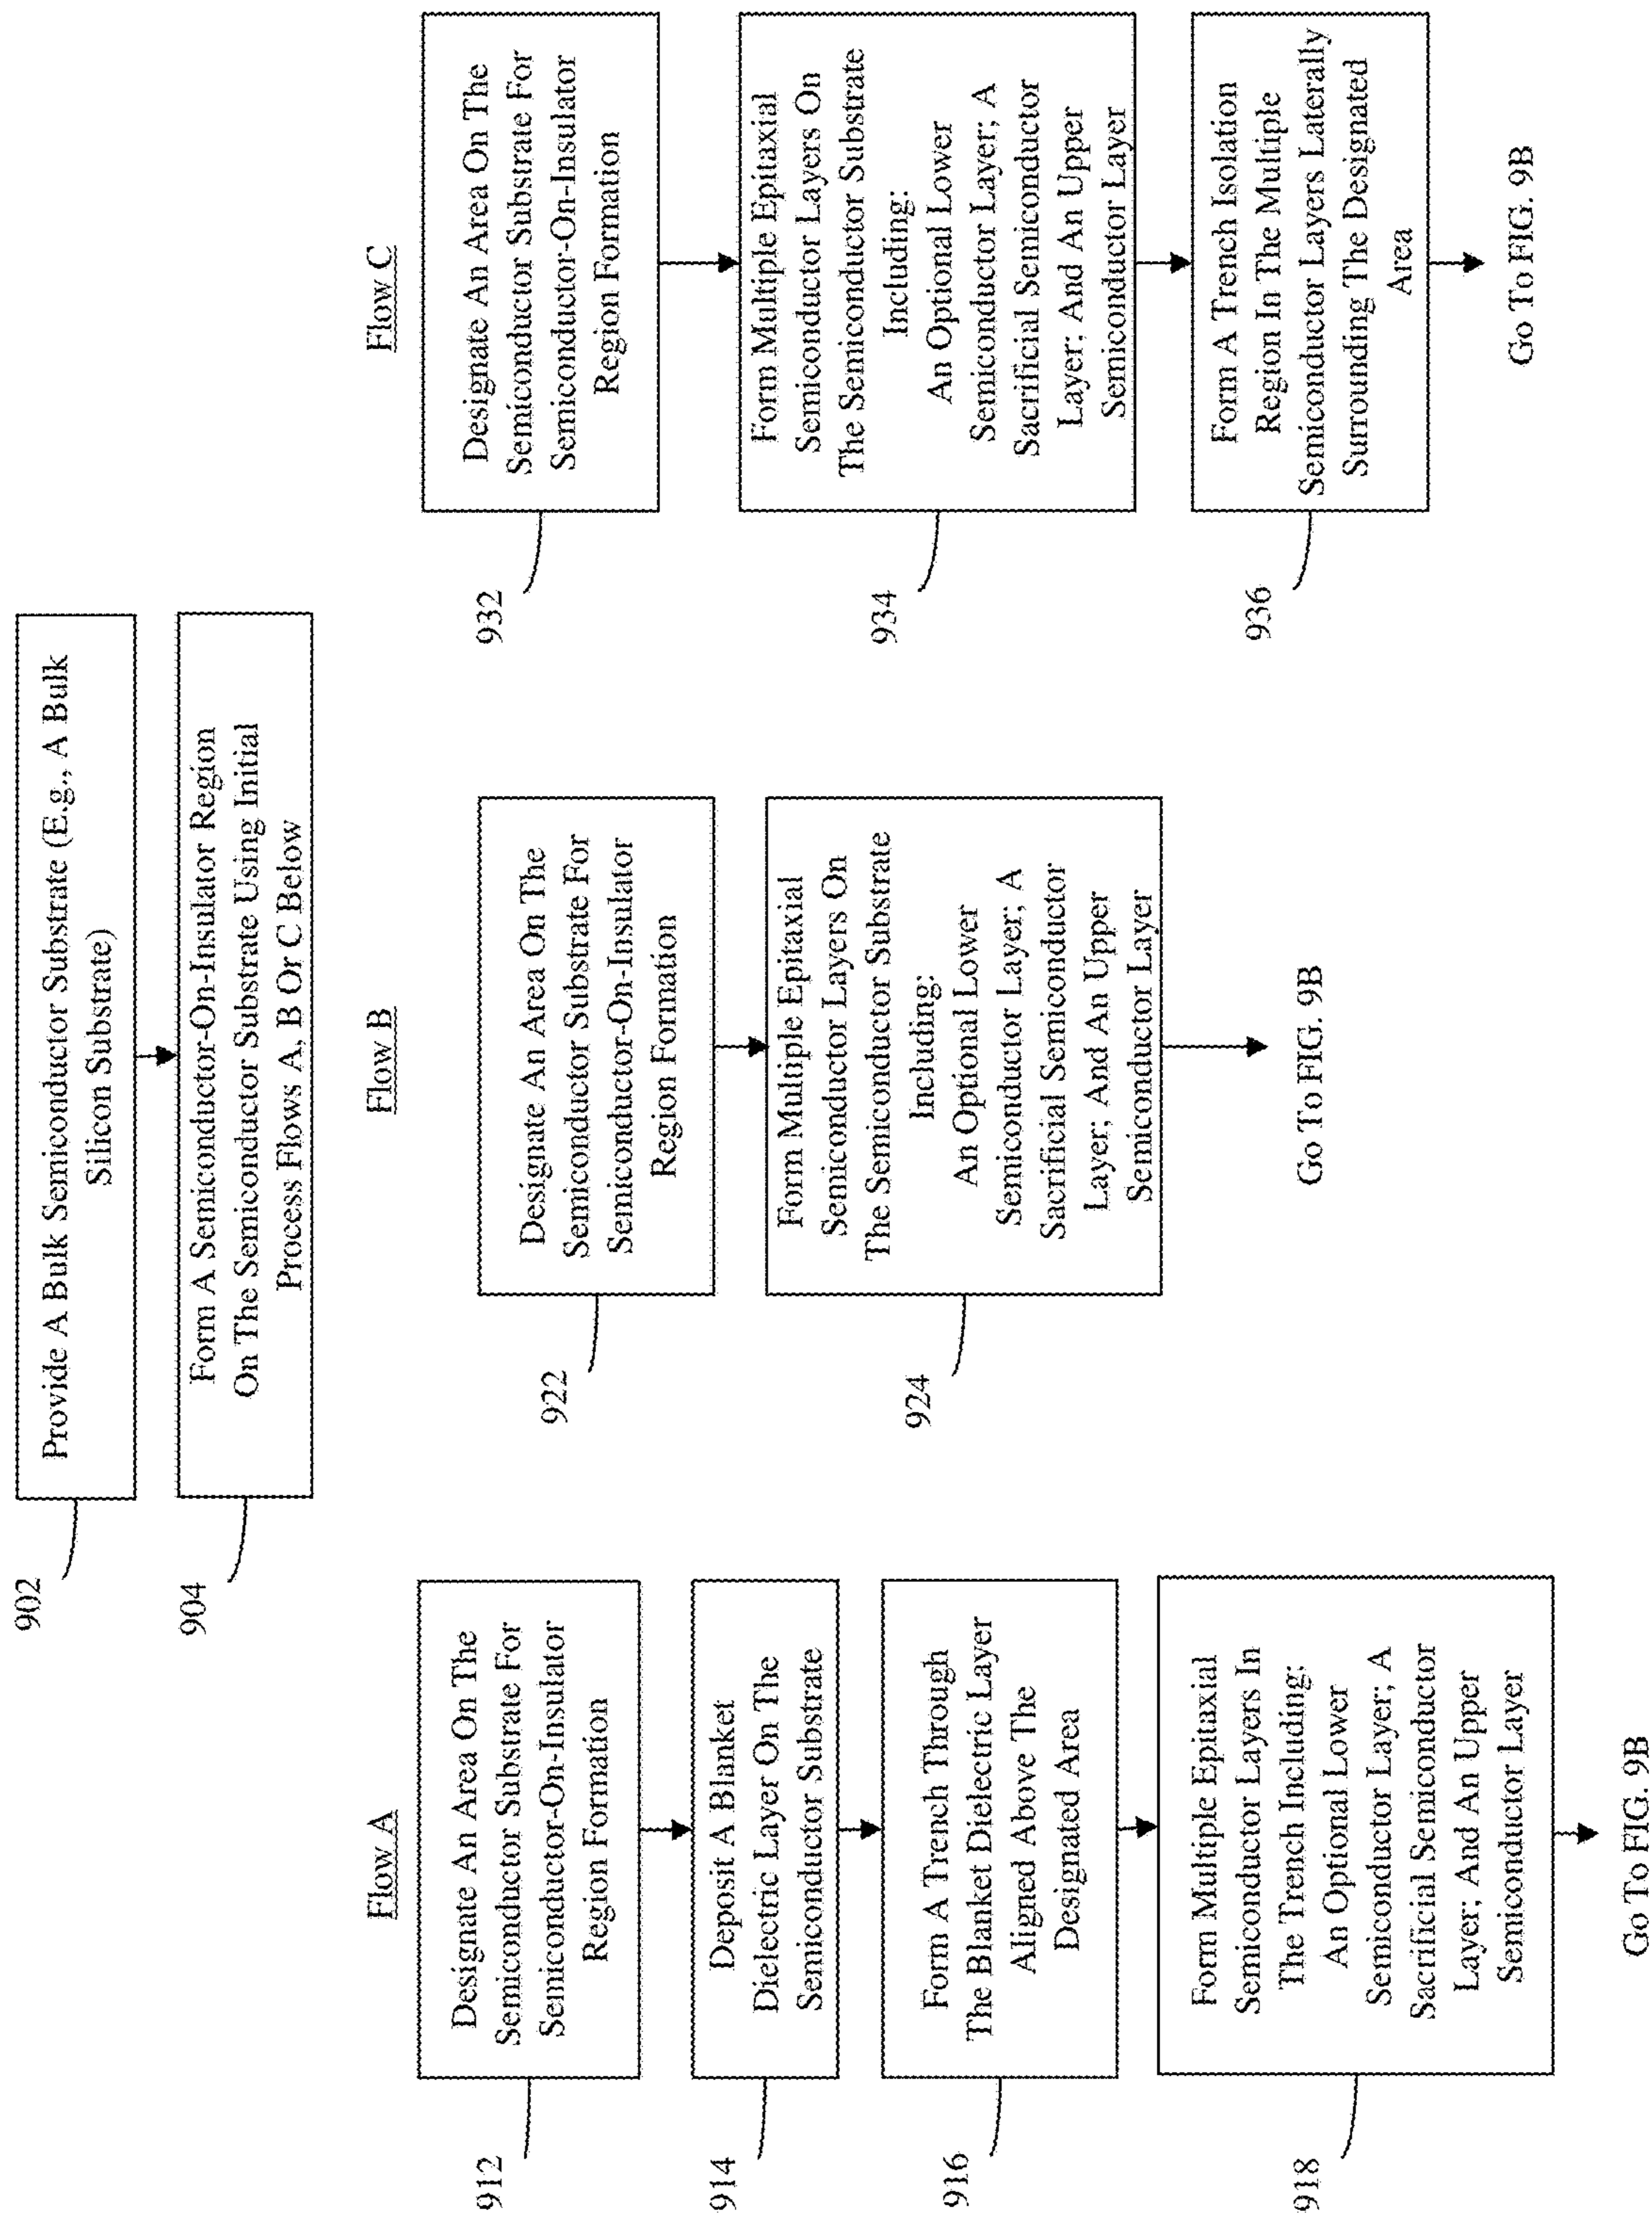 902
Provide A Bulk Semiconductor Substrate (E.g., A Bulk
Silicon Substrate)
904
Form A Semiconductor-On-Insulator Region
On The Semiconductor Substrate Using Initial
Process Flows A, B Or C Below
Flow A
912
Designate An Area On The
Semiconductor Substrate For
Semiconductor-On-Insulator
Region Formation
914
Deposit A Blanket
Dielectric Layer On The
Semiconductor Substrate
916
Form A Trench Through
The Blanket Dielectric Layer
Aligned Above The
Designated Area
918
Form Multiple Epitaxial
Semiconductor Layers In
The Trench Including:
An Optional Lower
Semiconductor Layer; A
Sacrificial Semiconductor
Layer; And An Upper
Semiconductor Layer
Go To FIG. 9B
Flow B
922
Designate An Area On The
Semiconductor Substrate For
Semiconductor-On-Insulator
Region Formation
924
Form Multiple Epitaxial
Semiconductor Layers On
The Semiconductor Substrate
Including:
An Optional Lower
Semiconductor Layer; A
Sacrificial Semiconductor
Layer; And An Upper
Semiconductor Layer
Go To FIG. 9B
Flow C
932
Designate An Area On The
Semiconductor Substrate For
Semiconductor-On-Insulator
Region Formation
934
Form Multiple Epitaxial
Semiconductor Layers On
The Semiconductor Substrate
Including:
An Optional Lower
Semiconductor Layer; A
Sacrificial Semiconductor
Layer; And An Upper
Semiconductor Layer
936
Form A Trench Isolation
Region In The Multiple
Semiconductor Layers Laterally
Surrounding The Designated
Area
Go To FIG. 9B